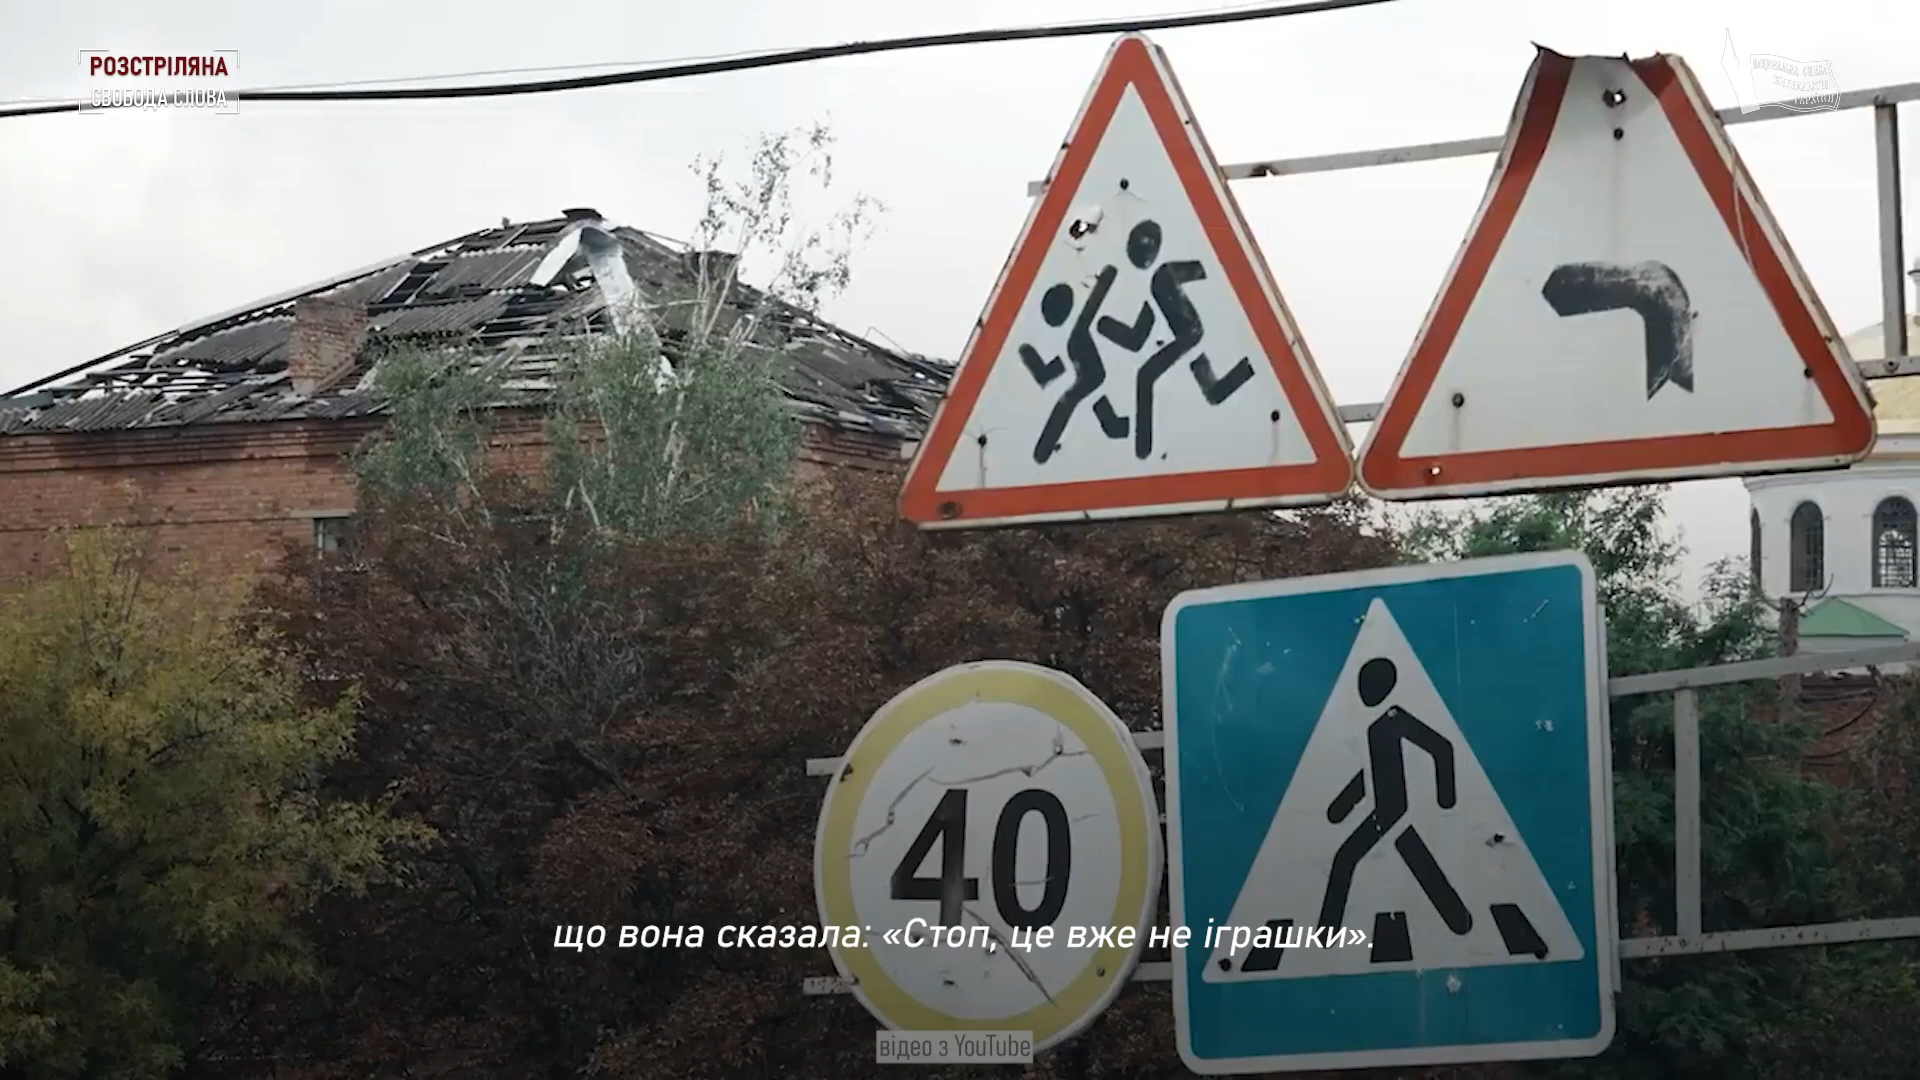 РОЗСТРІЛЯНА
СВОБОДА СЛОВА
40
що вона сказала: «Стоп, це вже не іграшки».
відео з YouTube